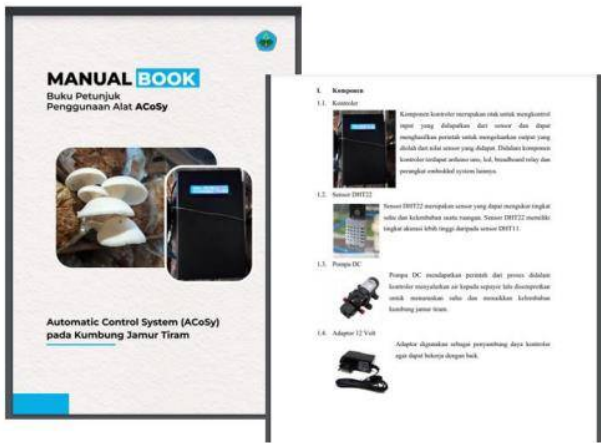 MANUAL BOOK
Buku Petunjuk
Penggunaan Alat ACoSy
Automatic Control System (ACoSy)
pada Kumbung Jamur Tiram
I. Komponen
1.1. Kontroler
Komponen kontroler merupakan otak untuk mengkontrol
input yang didapatkan dari sensor dan dapat
menghasilkan perintah untuk mengeluarkan output yang
diolah dari nilai sensor yang didapat. Didalam komponen
kontroler terdapat arduino uno, lcd, breadboard relay dan
perangkat embedded system lainnya.
1.2. Sensor DHT22
Sensor DHT22 merupakan sensor yang dapat mengukur tingkat
suhu dan kelembaban suatu ruangan. Sensor DHT22 memiliki
tingkat akurasi lebih tinggi daripada sensor DHT11.
1.3. Pompa DC
Pompa DC mendapatkan perintah dari proses didalam
kontroler menyalurkan air kepada sepayer lalu disemprotkan
untuk menurunkan suhu dan menaikkan kelembaban
kumbung jamur tiram.
1.4. Adaptor 12 Volt
Adaptor digunakan sebagai penyambung daya kontroler
agar dapat bekerja dengan baik.